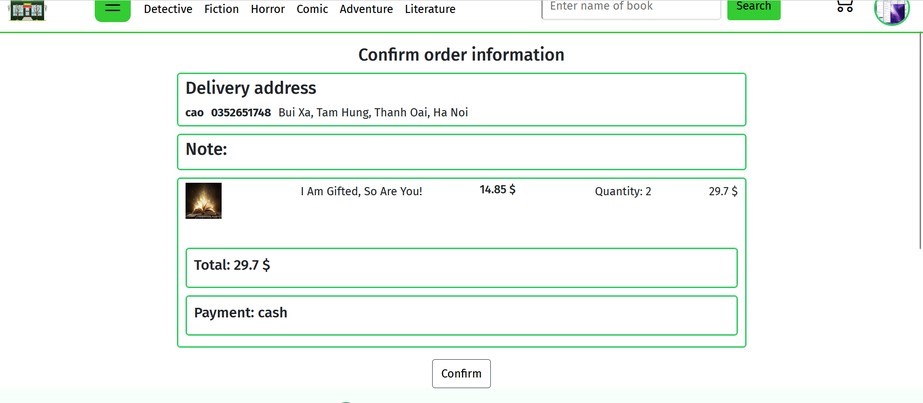 Detective Fiction Horror Comic Adventure Literature Enter name of book Search
Confirm order information
Delivery address
cao 0352651748 Bui Xa, Tam Hung, Thanh Oai, Ha Noi
Note:
I Am Gifted, So Are You! 14.85 $ Quantity: 2 29.7 $
Total: 29.7 $
Payment: cash
Confirm